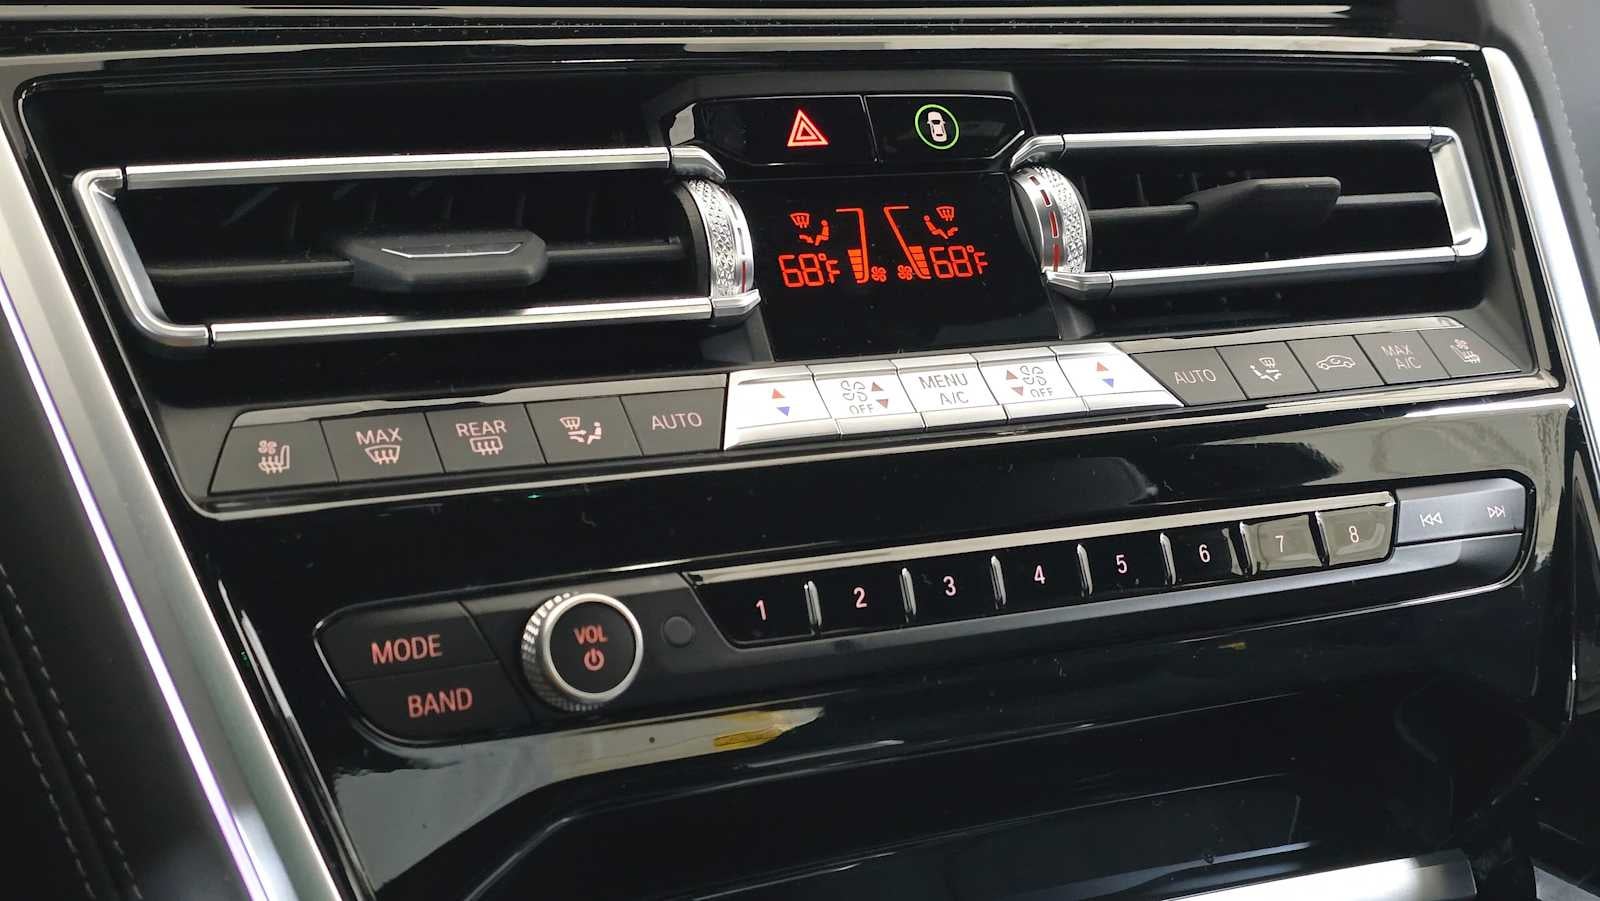 68°F
68°F
MAX
REAR
AUTO
OFF
MENU
A/C
OFF
AUTO
MAX
A/C
MODE
BAND
VOL
1
2
3
4
5
6
7
8